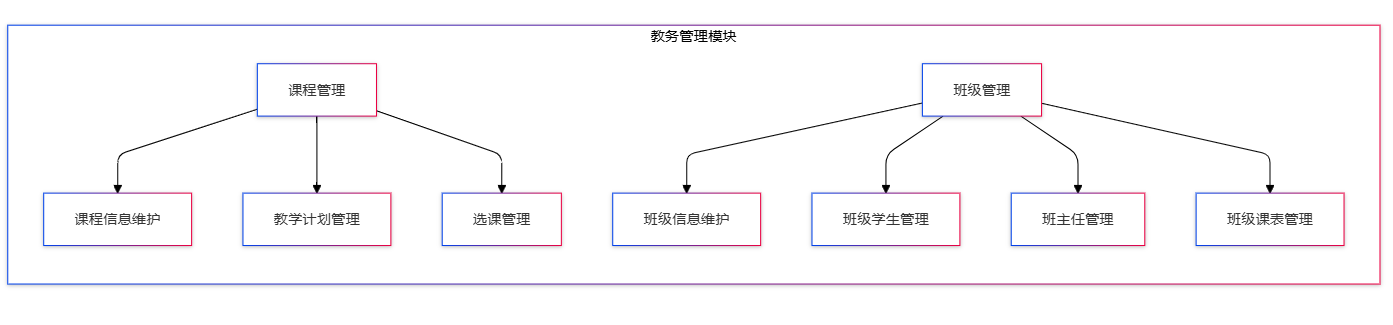 教务管理模块
课程管理
班级管理
课程信息维护
教学计划管理
选课管理
班级信息维护
班级学生管理
班主任管理
班级课表管理